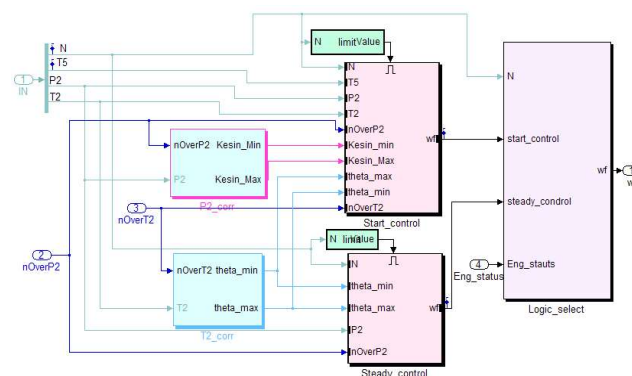 N
T5
P2
T2
1
IN
N limitValue
N
T5
P2
T2
nOverP2
Kesin_min
Kesin_Max
theta_max
theta_min
nOverT2
wf
Start_control
nOverP2 Kesin_Min
P2 Kesin_Max
P2_corr
3
nOverT2
2
nOverP2
nOverT2 theta_min
T2 theta_max
T2_corr
N limitValue
N
theta_min
theta_max
P2
nOverP2
wf
Steady_control
N
start_control
steady_condrol
Eng_stauts
wf
Logic_select
4
Eng_status
1